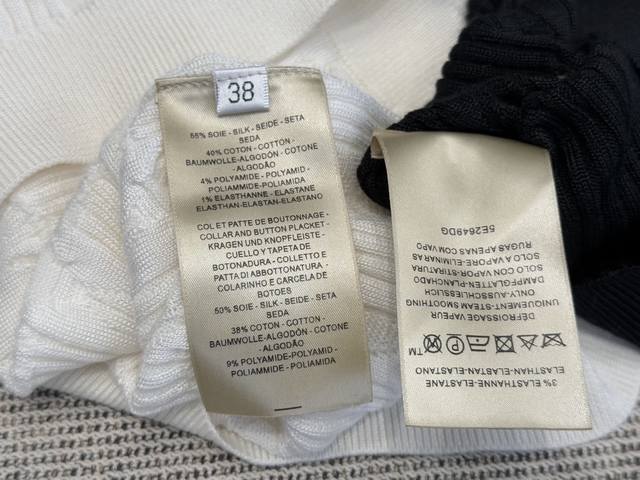 38
55% SOIE - SILK - SEIDE - SETA
SEDA
40% COTON - COTTON -
BAUMWOLLE-ALGODÓN - COTONE
- ALGODÃO
4% POLYAMIDE - POLYAMID -
POLIAMMIDE-POLIAMIDA
1% ELASTHANNE - ELASTANE
ELASTHAN-ELASTAN-ELASTANO
COL ET PATTE DE BOUTONNAGE -
COLLAR AND BUTTON PLACKET -
KRAGEN UND KNOPFLEISTE -
CUELLO Y TAPETA DE
BOTONADURA - COLLETTO E
PATTA DI ABBOTTONATURA -
COLARINHO E CARCELA DE
BOTOES
50% SOIE - SILK - SEIDE - SETA
SEDA
38% COTON - COTTON -
BAUMWOLLE-ALGODÓN - COTONE
- ALGODÃO
9% POLYAMIDE-POLYAMID -
POLIAMMIDE - POLIAMIDA
3% ELASTHANNE-ELASTANE
ELASTHAN-ELASTAN-ELASTANO
TM
P
DÉFROISSAGE VAPEUR
UNIQUEMENT-STEAM SMOOTHING
ONLY-AUSSCHLIESSLICH
DAMPFGLÄTTEN-PLANCHADO
SOLO CON VAPOR-STIRATURA
SOLO A VAPORE-ELIMINAR AS
RUGAS APENAS COM VAPO
5E2649DG